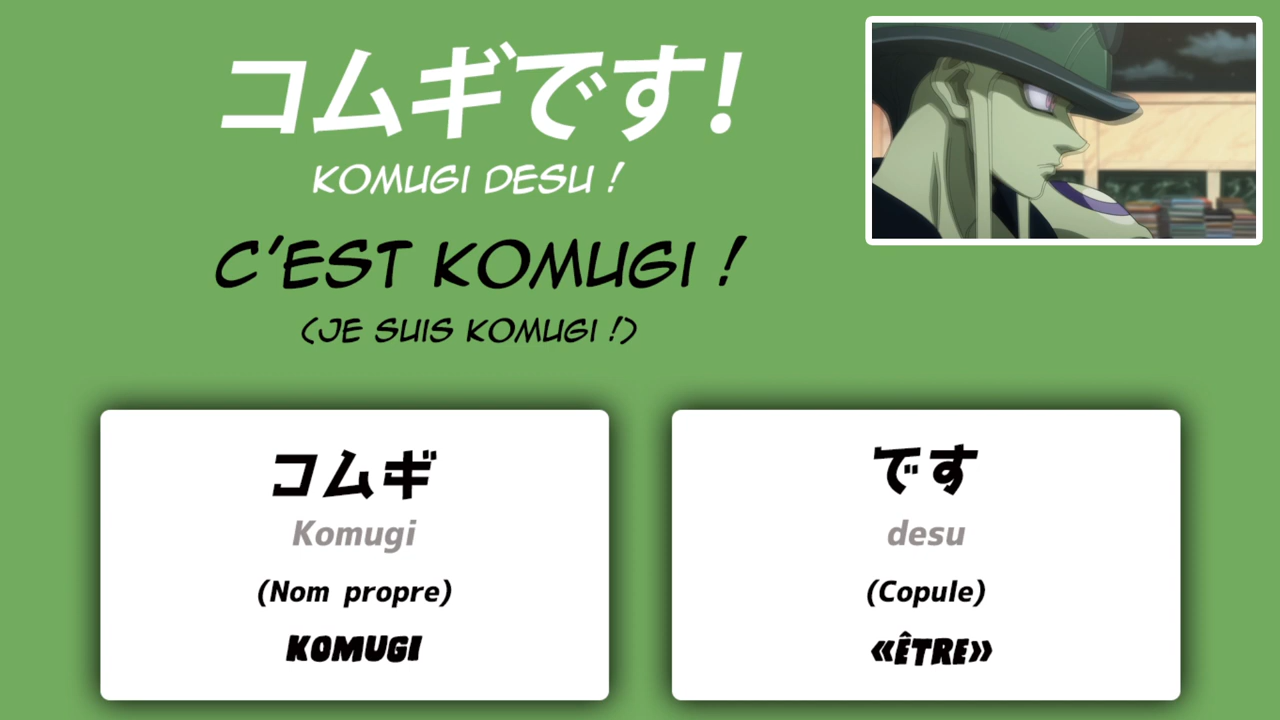 コムギです!
KOMUGI DESU !
C'EST KOMUGI !
(JE SUIS KOMUGI !)
コムギ
Komugi
(Nom propre)
KOMUGI
です
desu
(Copule)
«ÊTRE»